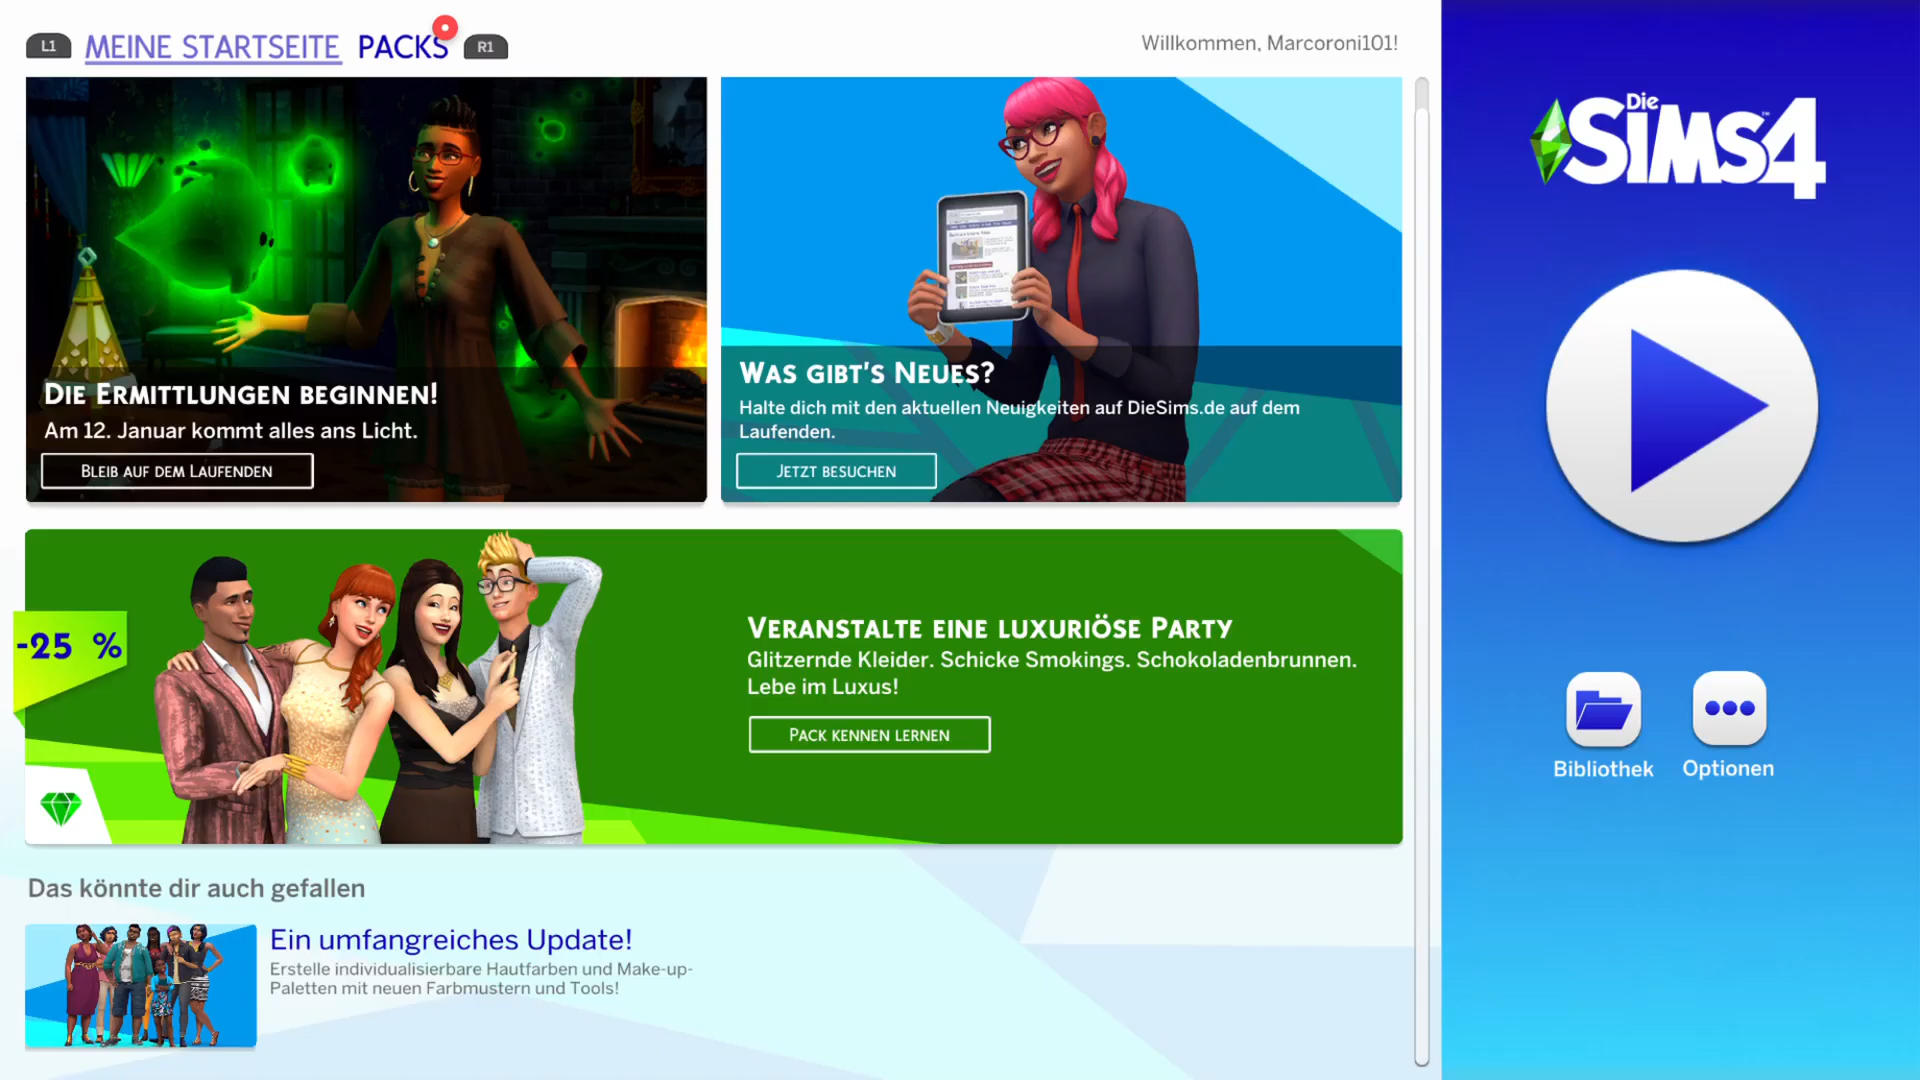 L1 MEINE STARTSEITE PACKS R1
Willkommen, Marcoroni101!
DIE ERMITTLUNGEN BEGINNEN!
Am 12. Januar kommt alles ans Licht.
BLEIB AUF DEM LAUFENDEN
WAS GIBT'S NEUES?
Halte dich mit den aktuellen Neuigkeiten auf DieSims.de auf dem
Laufenden.
JETZT BESUCHEN
-25 %
VERANSTALTE EINE LUXURIÖSE PARTY
Glitzernde Kleider. Schicke Smokings. Schokoladenbrunnen.
Lebe im Luxus!
PACK KENNEN LERNEN
Das könnte dir auch gefallen
Ein umfangreiches Update!
Erstelle individualisierbare Hautfarben und Make-up-
Paletten mit neuen Farbmustern und Tools!
Die
SIMS4
Bibliothek
Optionen